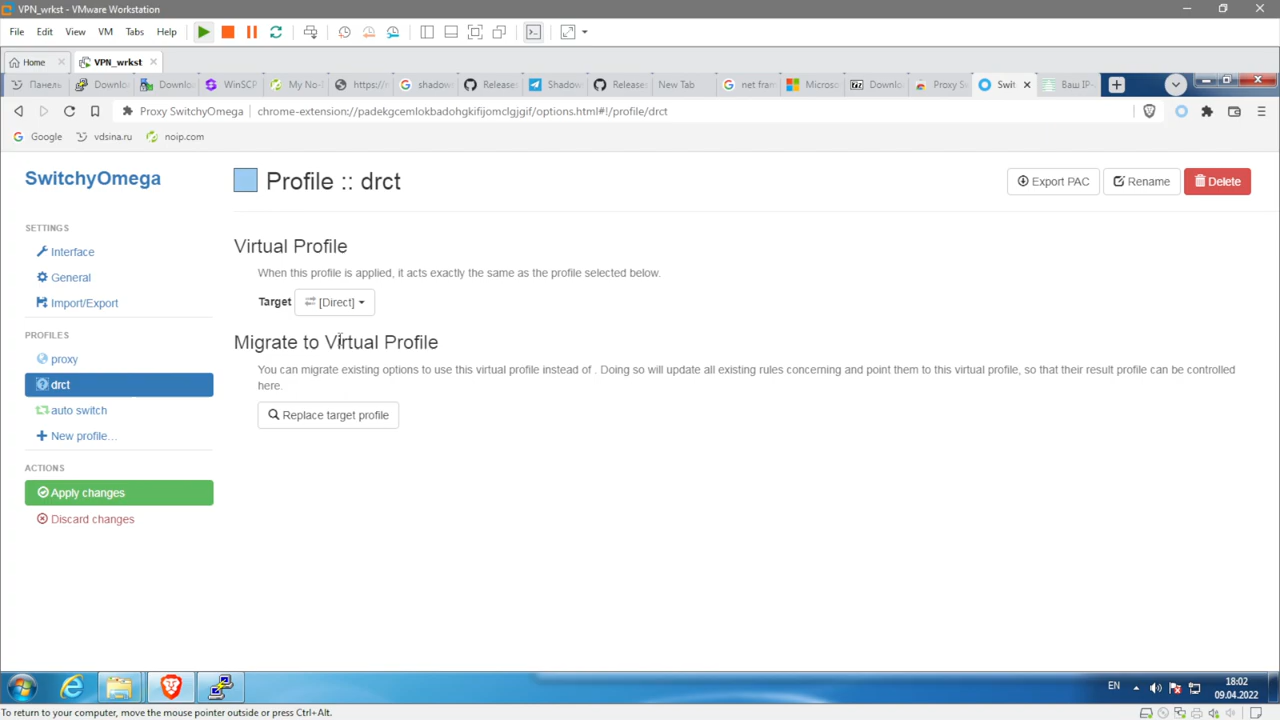 VPN_wrkst - VMware Workstation
File Edit View VM Tabs Help
Home VPN_wrkst
Панель Downlo Downlo WinSCP My No- https:// shadow Releas Shadow Release New Tab net fram Microso Downlo Proxy S Swit Ваш IP-
Proxy SwitchyOmega chrome-extension://padekgcemlokbadohgkifijomclgjgif/options.html#!/profile/drct
Google vdsina.ru noip.com
SwitchyOmega
Profile :: drct
Export PAC Rename Delete
SETTINGS
Interface
General
Import/Export
PROFILES
proxy
drct
auto switch
New profile…
ACTIONS
Apply changes
Discard changes
Virtual Profile
When this profile is applied, it acts exactly the same as the profile selected below.
Target [Direct]
Migrate to Virtual Profile
You can migrate existing options to use this virtual profile instead of . Doing so will update all existing rules concerning and point them to this virtual profile, so that their result profile can be controlled
here.
Replace target profile
EN 18:02
09.04.2022
To return to your computer, move the mouse pointer outside or press Ctrl+Alt.